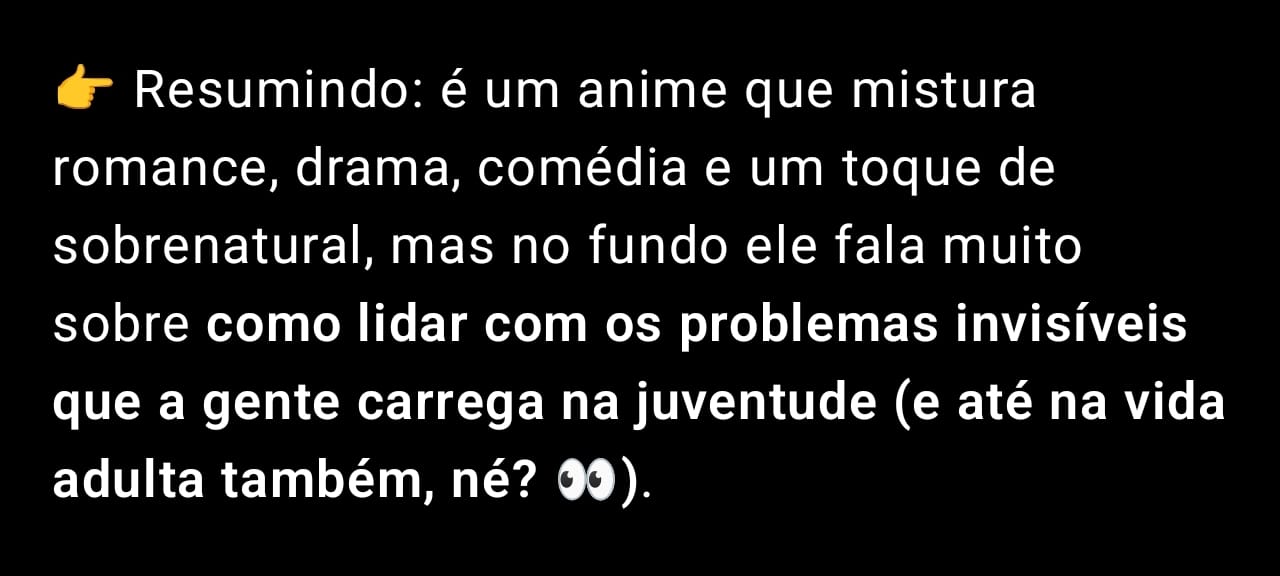 👉 Resumindo: é um anime que mistura
romance, drama, comédia e um toque de
sobrenatural, mas no fundo ele fala muito
sobre como lidar com os problemas invisíveis
que a gente carrega na juventude (e até na vida
adulta também, né? 👀).